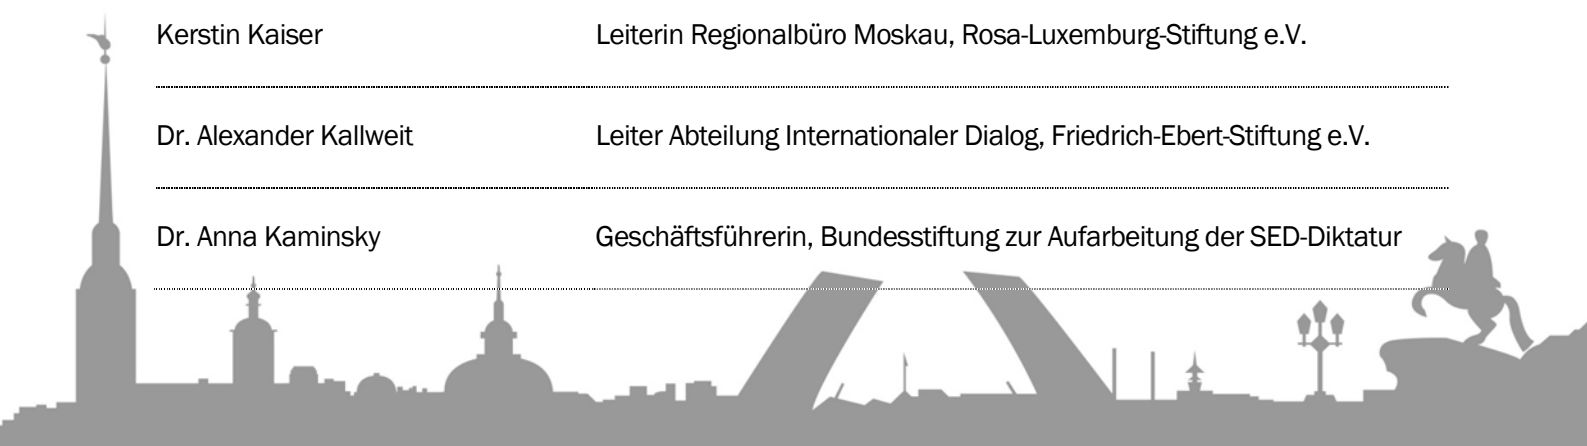 Kerstin Kaiser Leiterin Regionalbüro Moskau, Rosa-Luxemburg-Stiftung e.V.
Dr. Alexander Kallweit Leiter Abteilung Internationaler Dialog, Friedrich-Ebert-Stiftung e.V.
Dr. Anna Kaminsky Geschäftsführerin, Bundesstiftung zur Aufarbeitung der SED-Diktatur